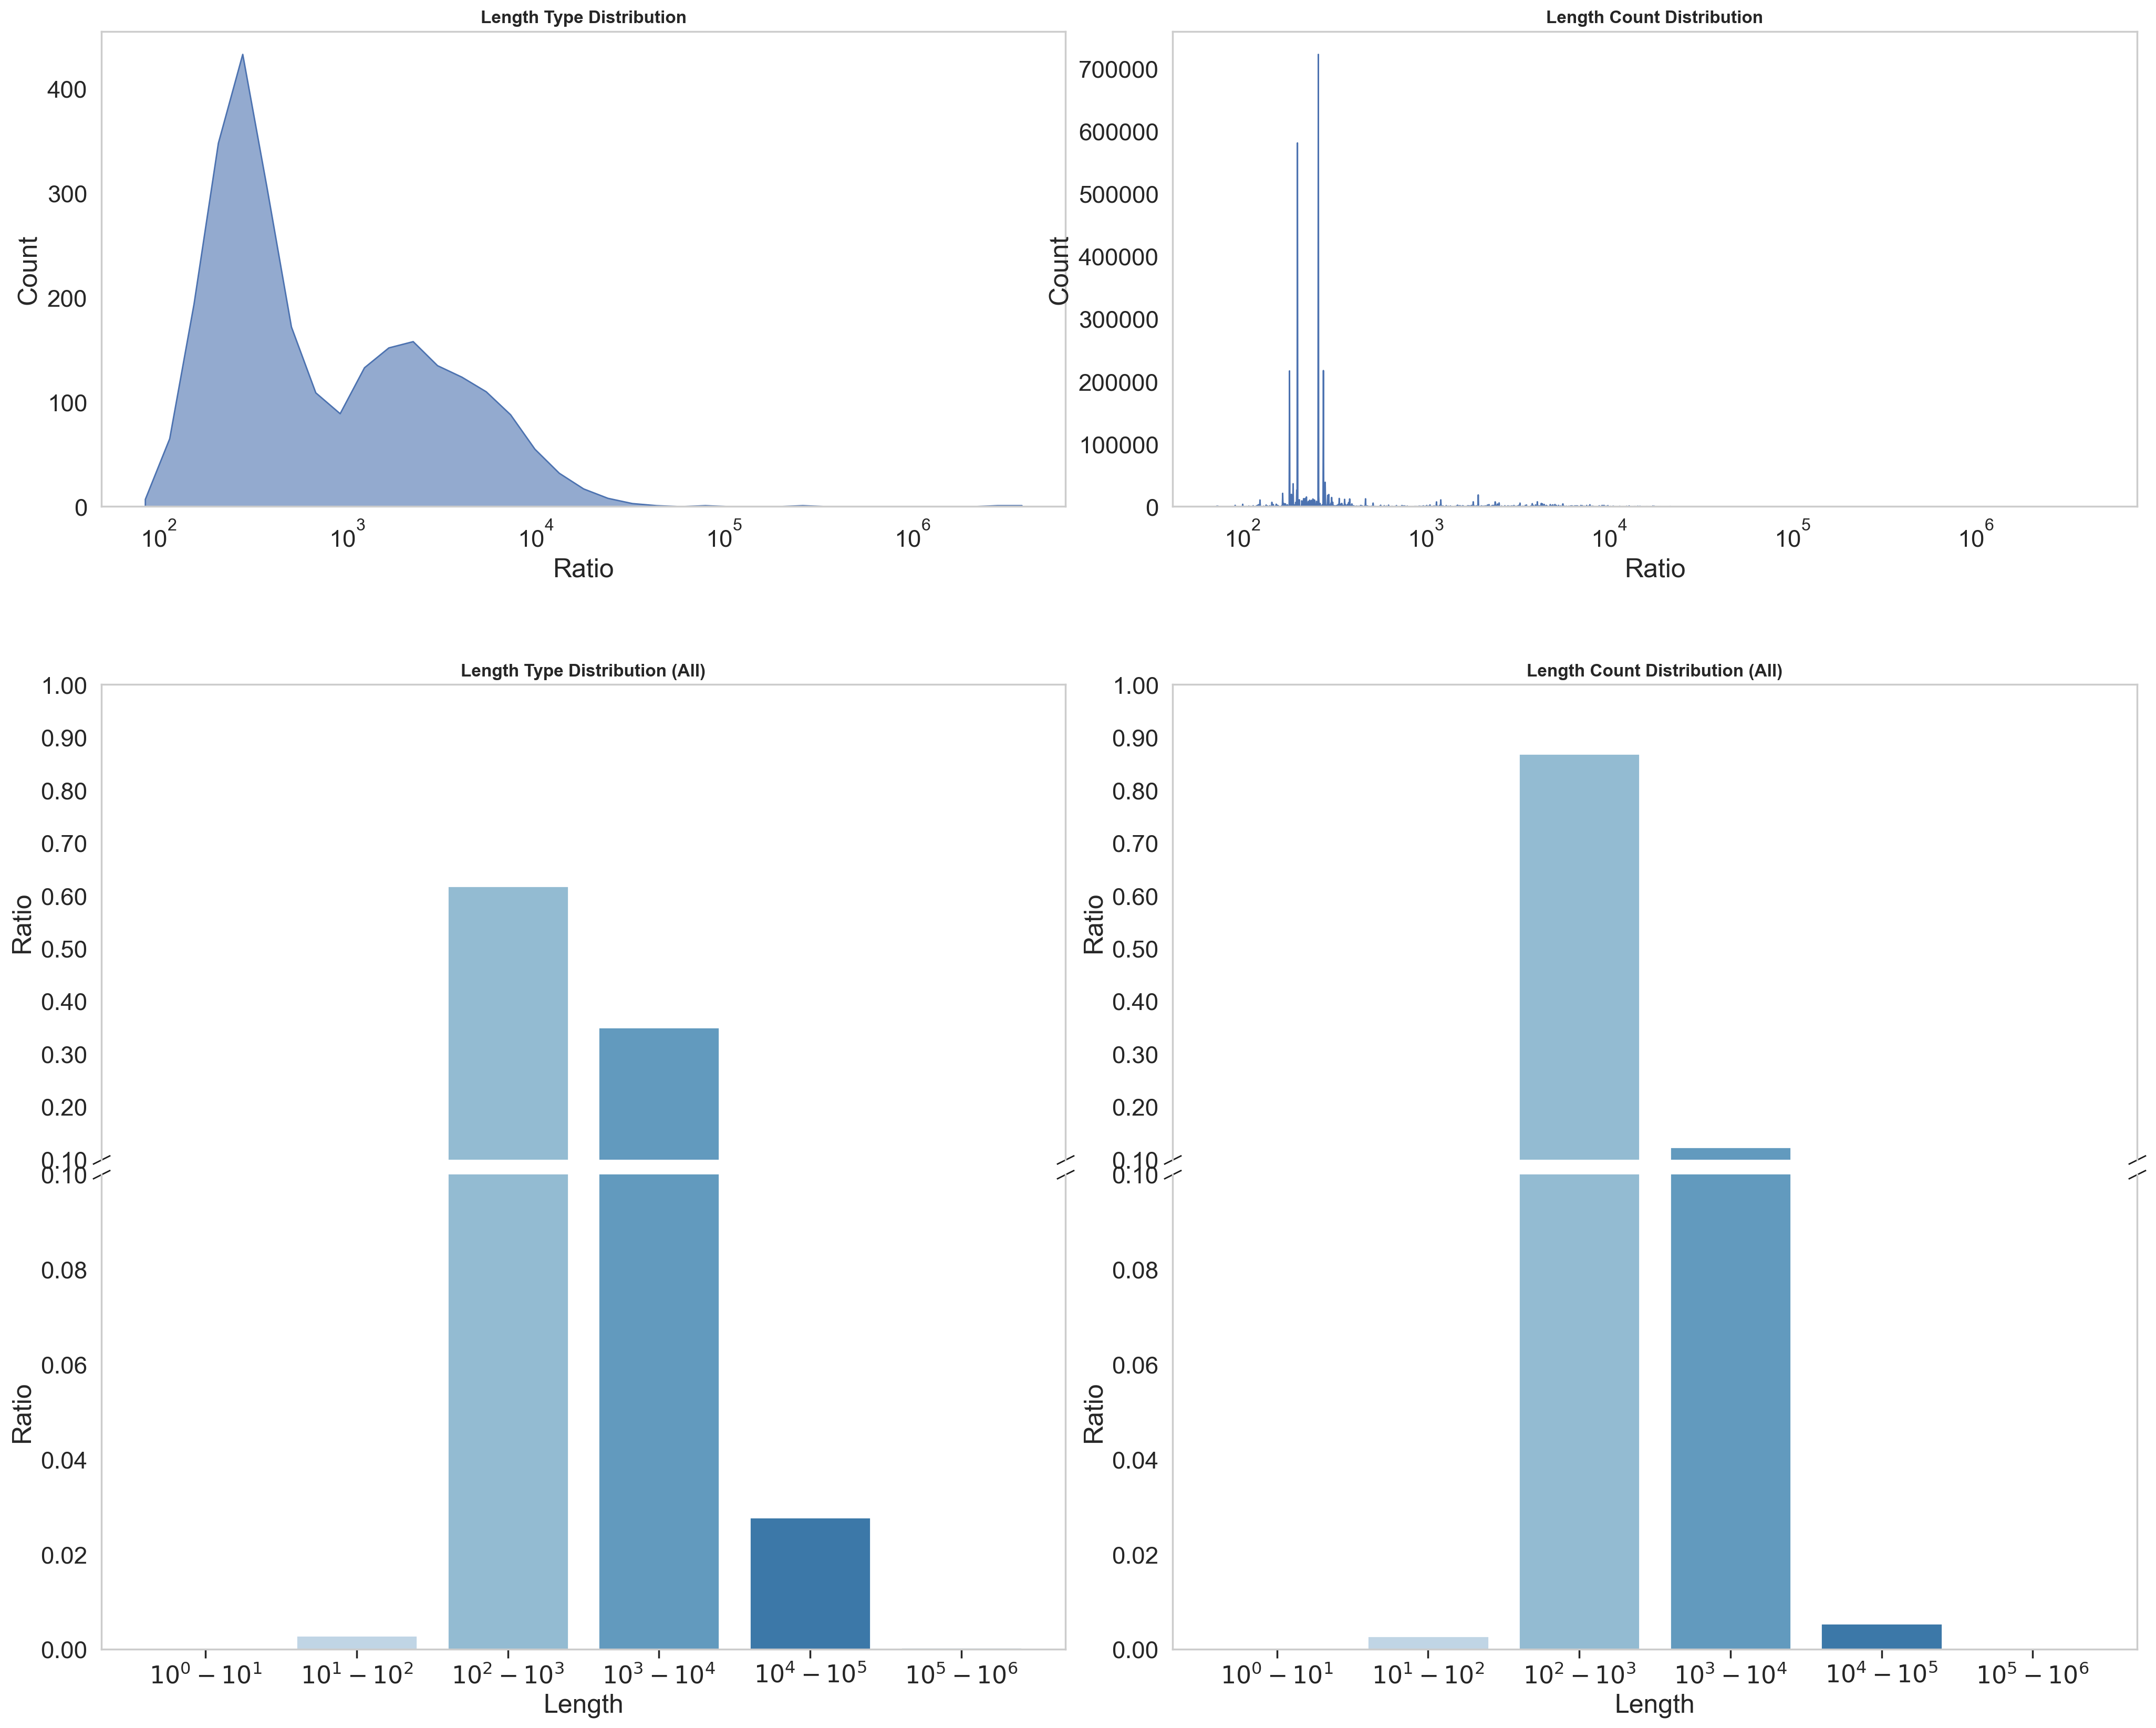 Length Type Distribution
400
300
200
100
0
Count
10^2 10^3 10^4 10^5 10^6
Ratio
Length Count Distribution
700000
600000
500000
400000
300000
200000
100000
0
Count
10^2 10^3 10^4 10^5 10^6
Ratio
Length Type Distribution (All)
1.00
0.90
0.80
0.70
0.60
0.50
0.40
0.30
0.20
0.10
Ratio
0.10
0.08
0.06
0.04
0.02
0.00
Ratio
10^0 − 10^1 10^1 − 10^2 10^2 − 10^3 10^3 − 10^4 10^4 − 10^5 10^5 − 10^6
Length
Length Count Distribution (All)
1.00
0.90
0.80
0.70
0.60
0.50
0.40
0.30
0.20
0.10
Ratio
0.10
0.08
0.06
0.04
0.02
0.00
Ratio
10^0 − 10^1 10^1 − 10^2 10^2 − 10^3 10^3 − 10^4 10^4 − 10^5 10^5 − 10^6
Length